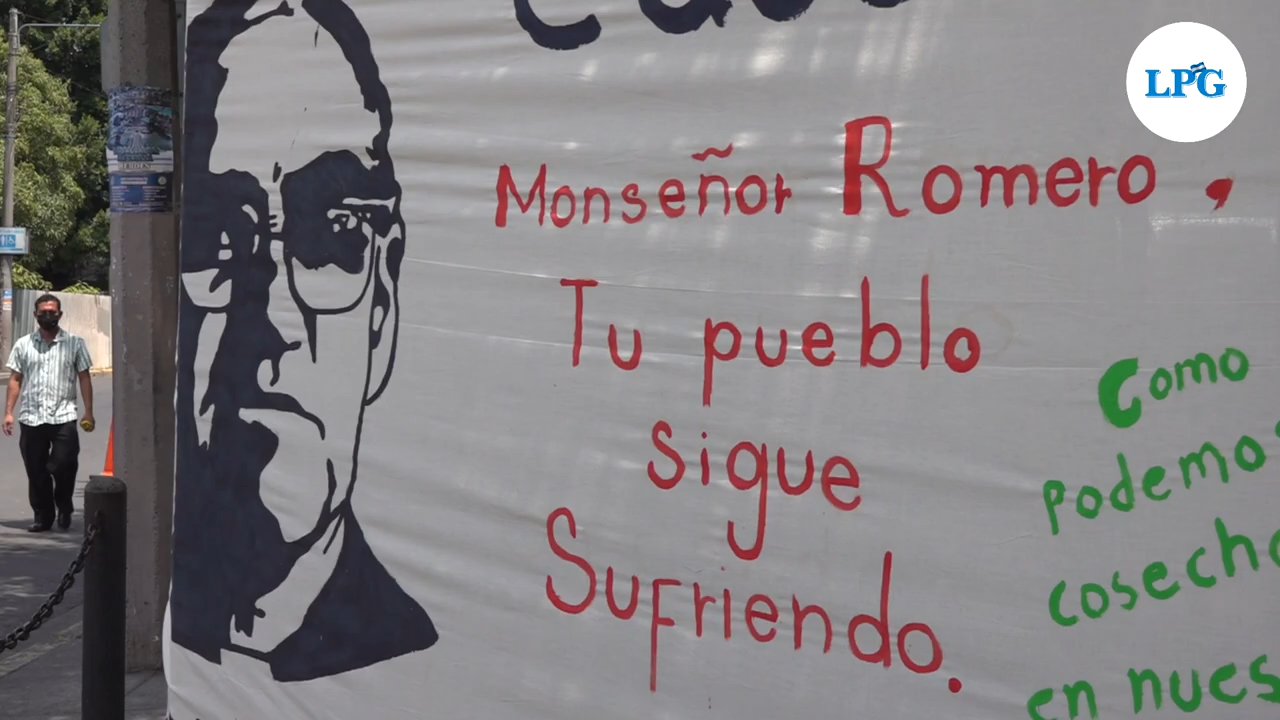 LPG
Monseñor Romero,
Tu pueblo
sigue
Sufriendo.
Como
podemos
cosech
en nues